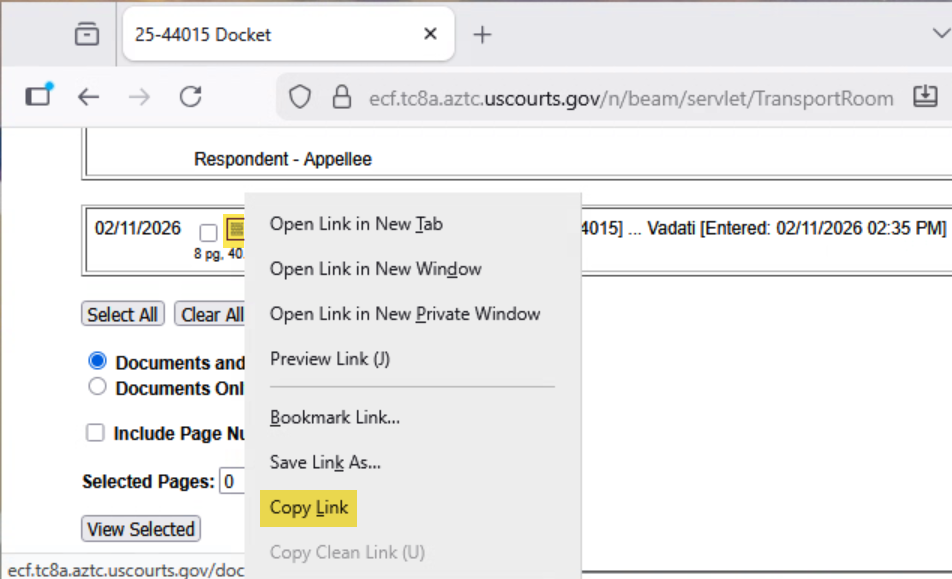 25-44015 Docket
ecf.tc8a.aztc.uscourts.gov/n/beam/servlet/TransportRoom
Respondent - Appellee
02/11/2026 4015] ... Vadati [Entered: 02/11/2026 02:35 PM]
8 pg, 40.
Open Link in New Tab
Open Link in New Window
Open Link in New Private Window
Preview Link (J)
Bookmark Link...
Save Link As...
Copy Link
Copy Clean Link (U)
Select All Clear All
Documents and
Documents Onl
Include Page Nu
Selected Pages: 0
View Selected
ecf.tc8a.aztc.uscourts.gov/doc